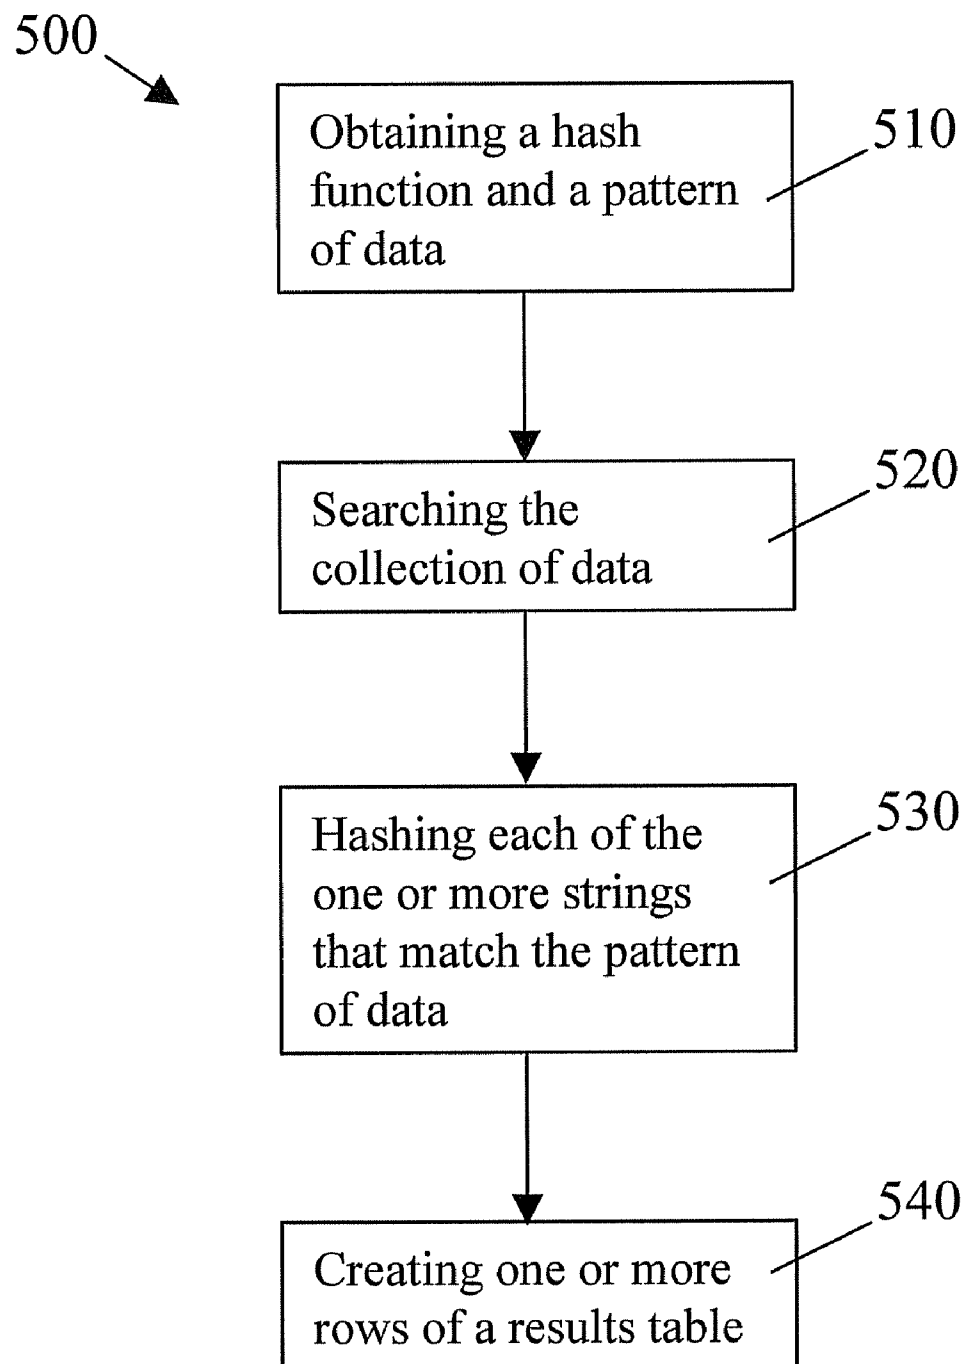 500
510
Obtaining a hash
function and a pattern
of data
520
Searching the
collection of data
530
Hashing each of the
one or more strings
that match the pattern
of data
540
Creating one or more
rows of a results table